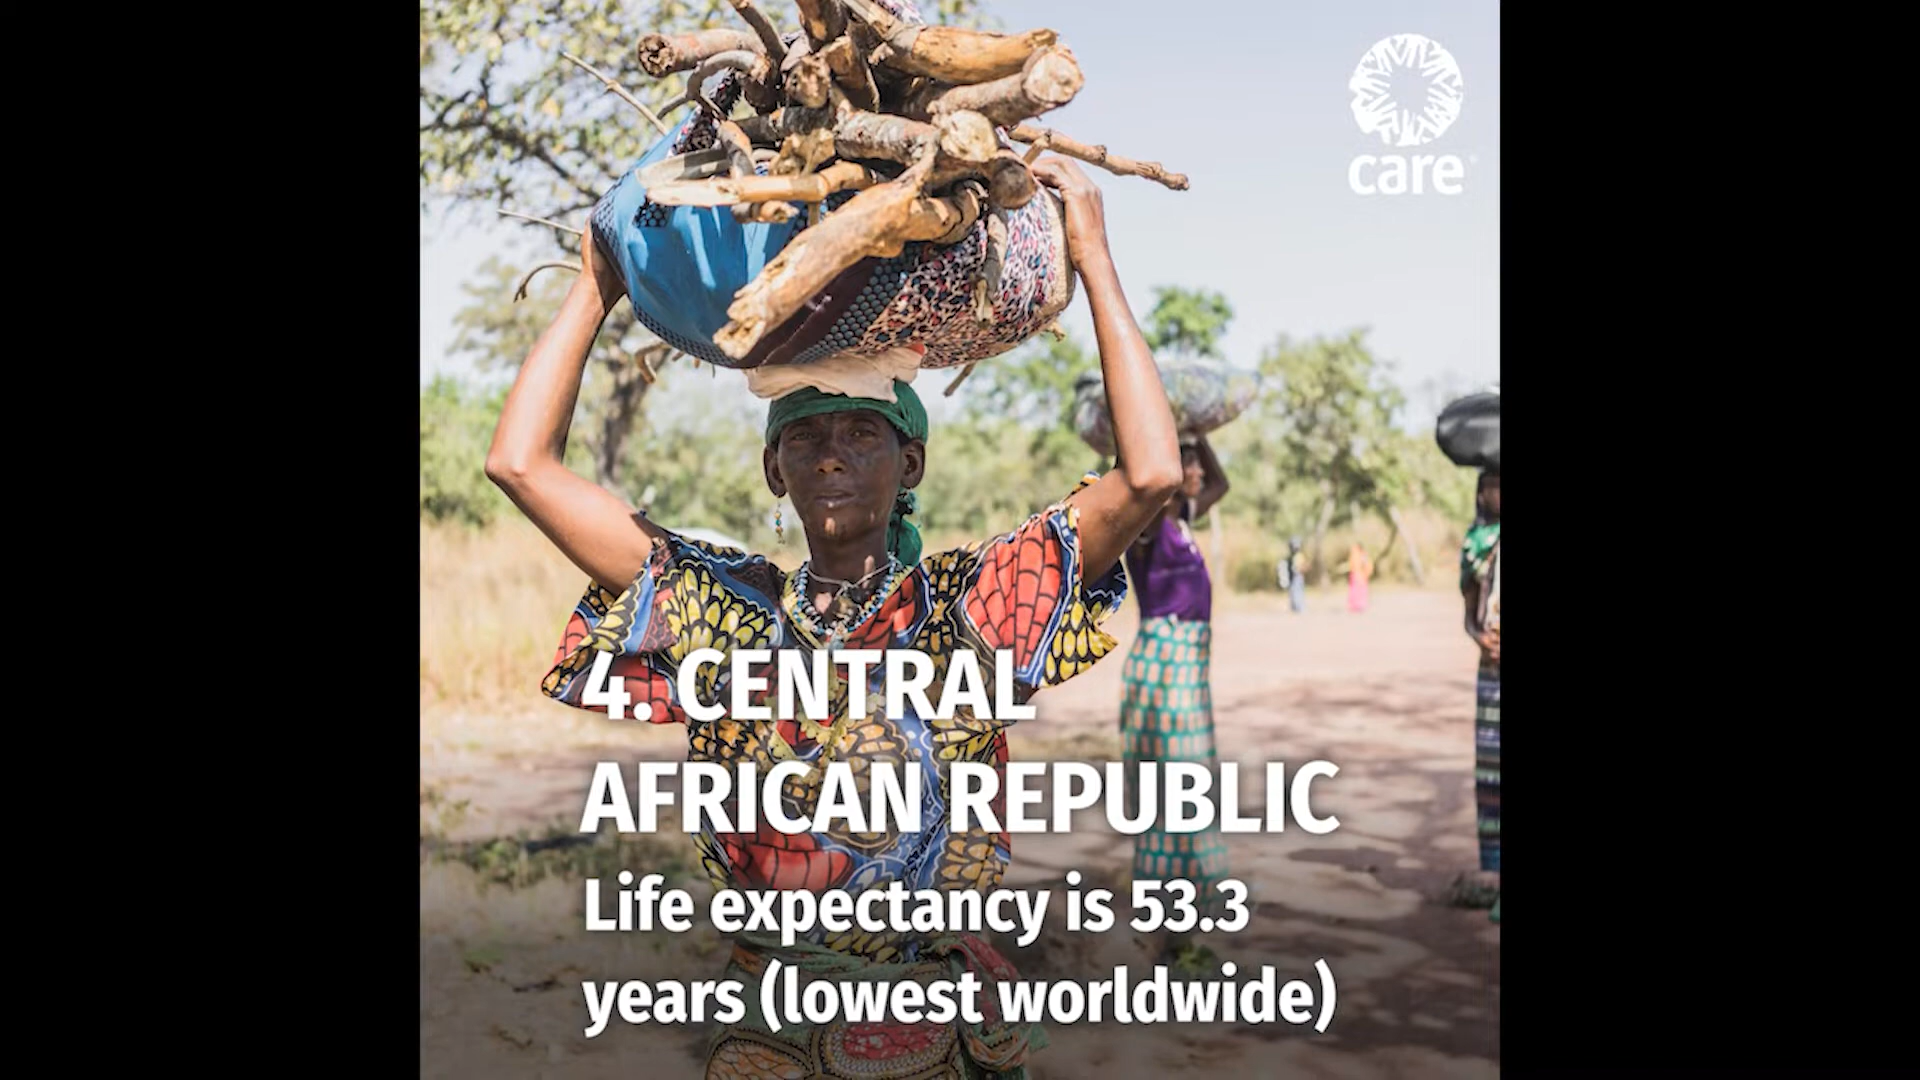 care
4. CENTRAL
AFRICAN REPUBLIC
Life expectancy is 53.3
years (lowest worldwide)